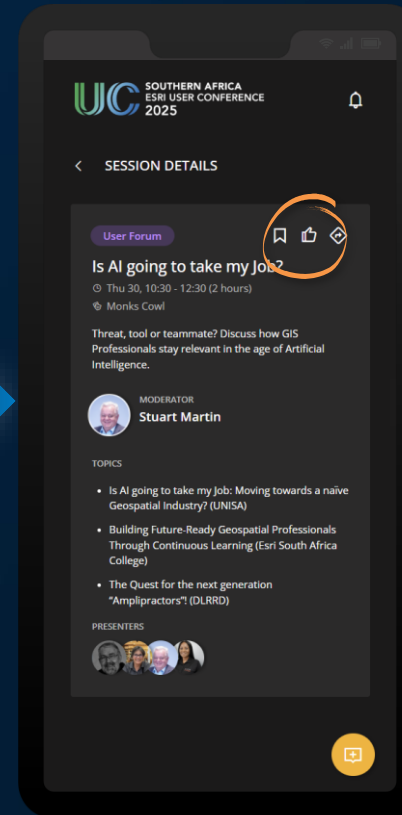 UC SOUTHERN AFRICA
ESRI USER CONFERENCE
2025
SESSION DETAILS
User Forum
Is AI going to take my Job?
Thu 30, 10:30 - 12:30 (2 hours)
Monks Cowl
Threat, tool or teammate? Discuss how GIS
Professionals stay relevant in the age of Artificial
Intelligence.
MODERATOR
Stuart Martin
TOPICS
• Is AI going to take my Job: Moving towards a naïve
Geospatial Industry? (UNISA)
• Building Future-Ready Geospatial Professionals
Through Continuous Learning (Esri South Africa
College)
• The Quest for the next generation
“Amplipractors”! (DLRRD)
PRESENTERS